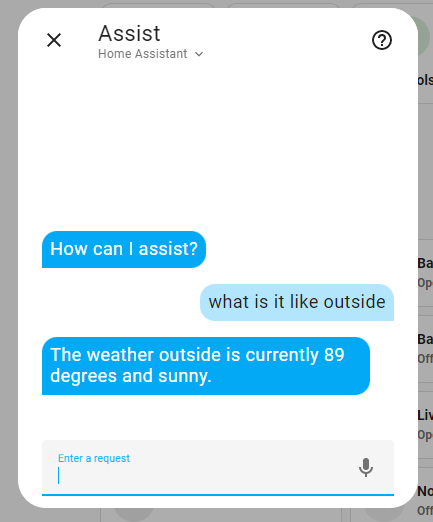 Assist
Home Assistant
ols
How can I assist?
what is it like outside
Ba
Op
The weather outside is currently 89
degrees and sunny.
Ba
Off
Liv
Op
Enter a request
No
Off